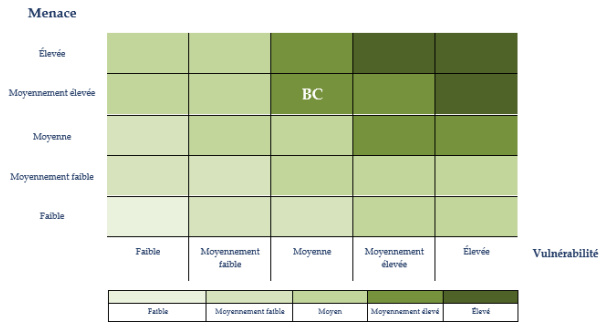 Menace
Élevée
Moyennement élevée
BC
Moyenne
Moyennement faible
Faible
Faible
Moyennement
faible
Moyenne
Moyennement
élevée
Élevée
Vulnérabilité
Faible
Moyennement faible
Moyen
Moyennement élevé
Élevé